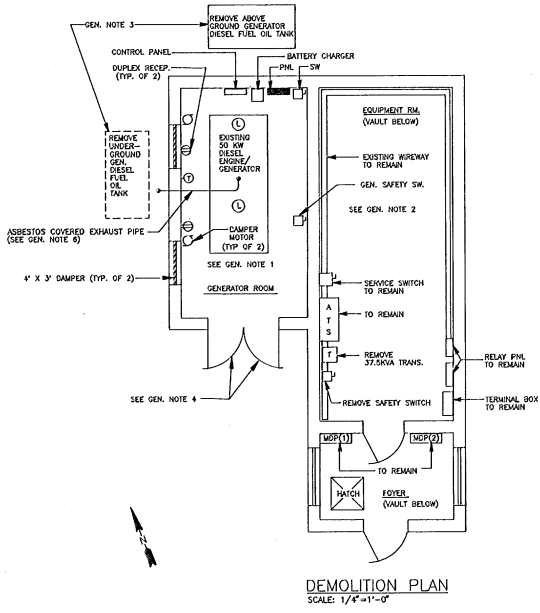 GEN. NOTE 3
REMOVE ABOVE
GROUND GENERATOR
DIESEL FUEL OIL TANK
CONTROL PANEL
BATTERY CHARGER
DUPLEX RECEP.
(TYP. OF 2)
PNL
SW
EQUIPMENT RM.
(VAULT BELOW)
REMOVE
UNDER-
GROUND
GEN.
DIESEL
FUEL
OIL
TANK
L
EXISTING
50 KW
DIESEL
ENGINE/
GENERATOR
L
T
EXISTING WIREWAY
TO REMAIN
GEN. SAFETY SW.
SEE GEN. NOTE 2
ASBESTOS COVERED EXHAUST PIPE
(SEE GEN. NOTE 6)
DAMPER
MOTOR
(TYP OF 2)
SEE GEN. NOTE 1
4' X 3' DAMPER (TYP. OF 2)
GENERATOR ROOM
SERVICE SWITCH
TO REMAIN
A
T
S
TO REMAIN
T
REMOVE
37.5KVA TRANS.
RELAY PNL
TO REMAIN
SEE GEN. NOTE 4
REMOVE SAFETY SWITCH
TERMINAL BOX
TO REMAIN
MDP(1)
MDP(2)
TO REMAIN
HATCH
FOYER
(VAULT BELOW)
DEMOLITION PLAN
SCALE: 1/4"=1'-0"